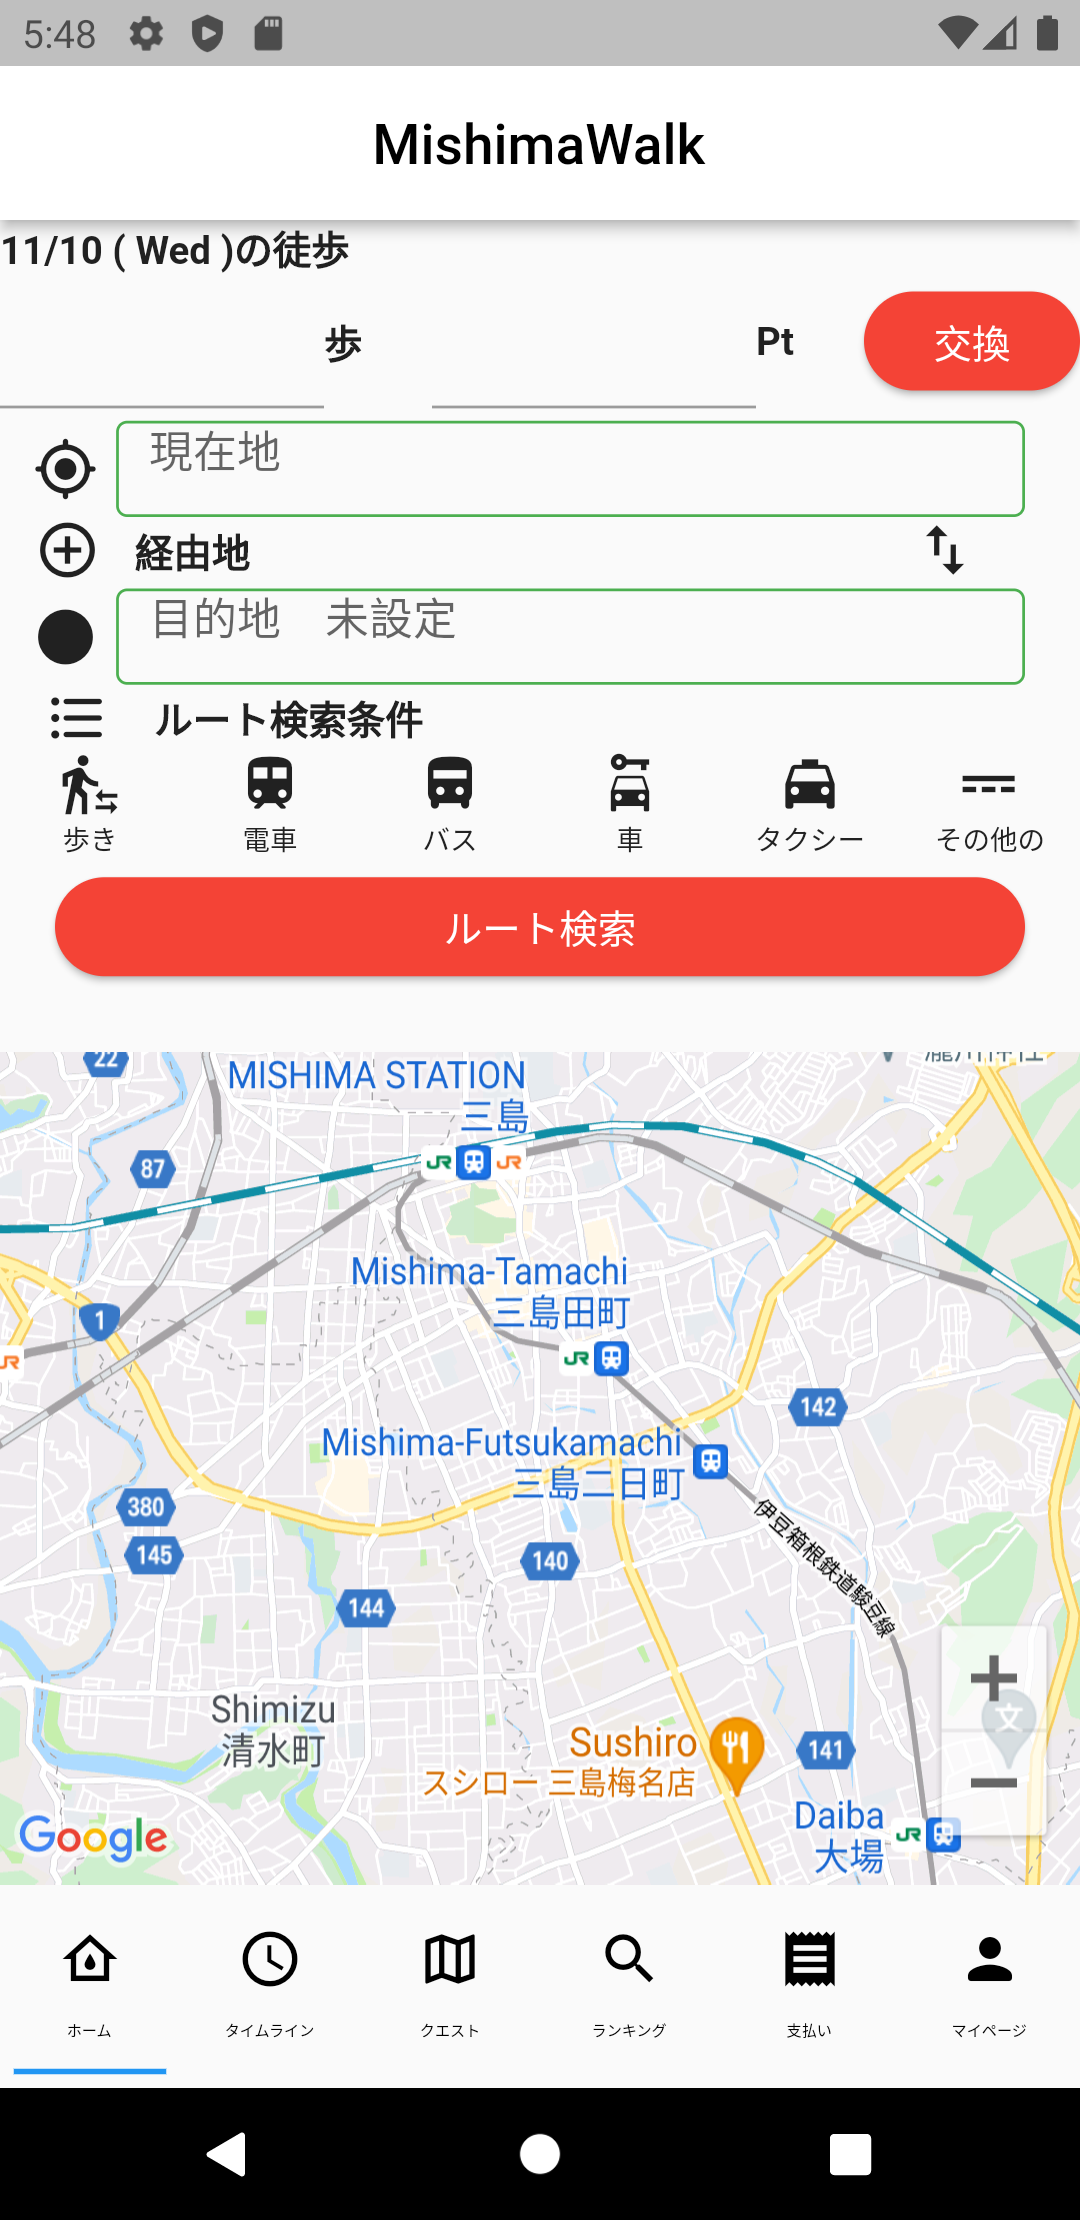 5:48
MishimaWalk
11/10 ( Wed )の徒歩
歩
Pt
交換
現在地
経由地
目的地　未設定
ルート検索条件
歩き
電車
バス
車
タクシー
その他の
ルート検索
22
MISHIMA STATION
三島
JR
JR
87
Mishima-Tamachi
三島田町
1
JR
JR
142
Mishima-Futsukamachi
三島二日町
380
伊豆箱根鉄道駿豆線
145
140
144
Shimizu
清水町
文
Sushiro
スシロー 三島梅名店
141
Daiba
大場
JR
Google
ホーム
タイムライン
クエスト
ランキング
支払い
マイページ